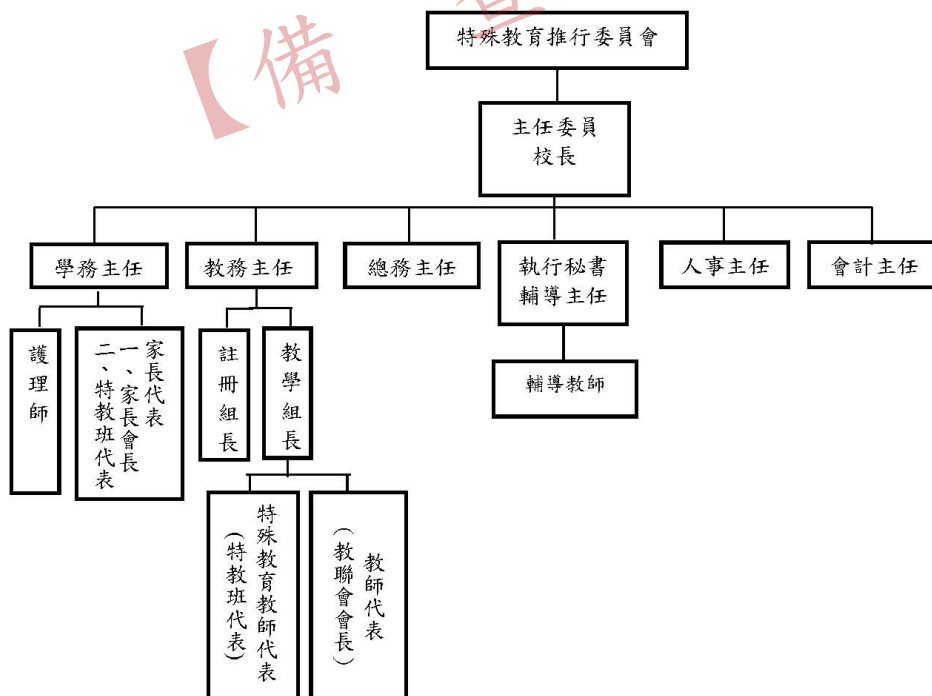 【備查
特殊教育推行委員會
主任委員
校長
學務主任
教務主任
總務主任
執行秘書
輔導主任
人事主任
會計主任
護理師
家長代表
一、家長會長
二、特教班代表
註冊組長
教學組長
輔導教師
特殊教育教師代表
(特教班代表)
教師代表
(教聯會會長)